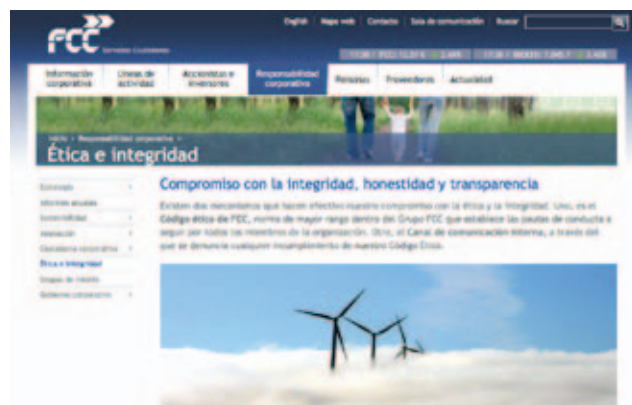 English Mapa web Contacto Sala de comunicación Buscar
FCC
Servicios Ciudadanos
Información corporativa
Líneas de actividad
Accionistas e inversores
Responsabilidad corporativa
Personas
Proveedores
Actualidad
Inicio > Responsabilidad corporativa >
Ética e integridad
Compromiso con la integridad, honestidad y transparencia
Existen dos mecanismos que hacen efectivo nuestro compromiso con la ética y la integridad. Uno, es el
Código ético de FCC, norma de mayor rango dentro del Grupo FCC que establece las pautas de conducta a
seguir por todos los miembros de la organización. Otro, el Canal de comunicación interna, a través del
que se denuncia cualquier incumplimiento de nuestro Código Ético.
Estrategia
Informes anuales
Sostenibilidad
Innovación
Ciudadanía corporativa
Ética e integridad
Grupos de interés
Gobierno corporativo